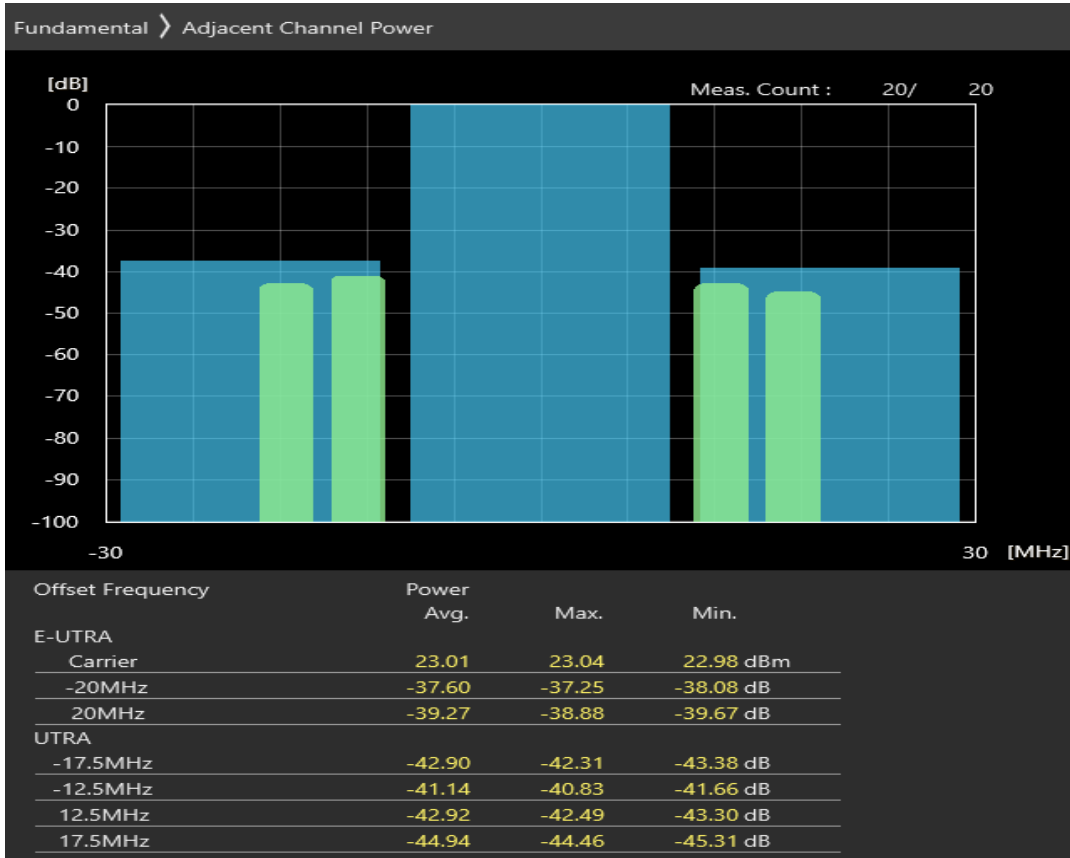 Fundamental 》 Adjacent Channel Power
[dB]
Meas. Count : 20/ 20
0
-10
-20
-30
-40
-50
-60
-70
-80
-90
-100
-30 30 [MHz]
Offset Frequency Power
Avg. Max. Min.
E-UTRA
Carrier 23.01 23.04 22.98 dBm
-20MHz -37.60 -37.25 -38.08 dB
20MHz -39.27 -38.88 -39.67 dB
UTRA
-17.5MHz -42.90 -42.31 -43.38 dB
-12.5MHz -41.14 -40.83 -41.66 dB
12.5MHz -42.92 -42.49 -43.30 dB
17.5MHz -44.94 -44.46 -45.31 dB